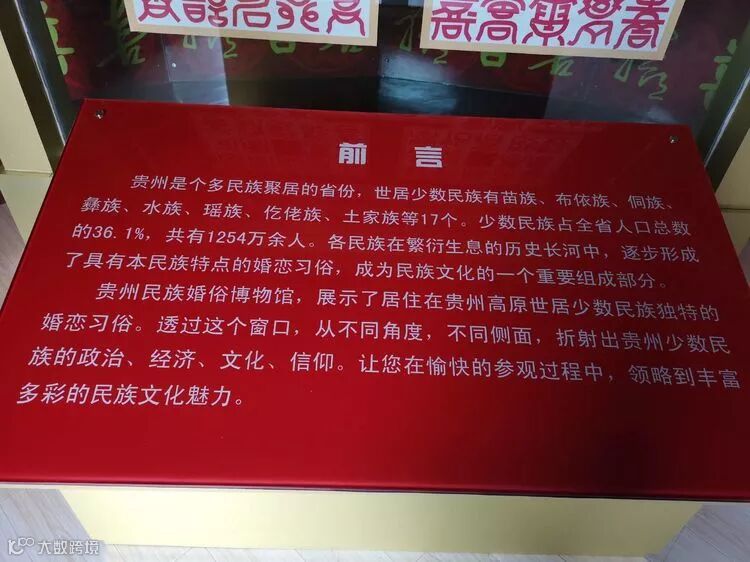 前言
贵州是个多民族聚居的省份，世居少数民族有苗族、布依族、侗族、
彝族、水族、瑶族、仡佬族、土家族等17个。少数民族占全省人口总数
的36.1%，共有1254万余人。各民族在繁衍生息的历史长河中，逐步形成
了具有本民族特点的婚恋习俗，成为民族文化的一个重要组成部分。
贵州民族婚俗博物馆，展示了居住在贵州高原世居少数民族独特的
婚恋习俗。透过这个窗口，从不同角度，不同侧面，折射出贵州少数民
族的政治、经济、文化、信仰。让您在愉快的参观过程中，领略到丰富
多彩的民族文化魅力。
大数跨境